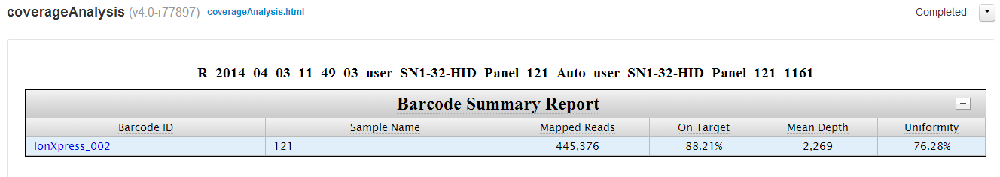 coverageAnalysis (v4.0-r77897) coverageAnalysis.html Completed
R_2014_04_03_11_49_03_user_SN1-32-HID_Panel_121_Auto_user_SN1-32-HID_Panel_121_1161
Barcode Summary Report
Barcode ID Sample Name Mapped Reads On Target Mean Depth Uniformity
IonXpress_002 121 445,376 88.21% 2,269 76.28%